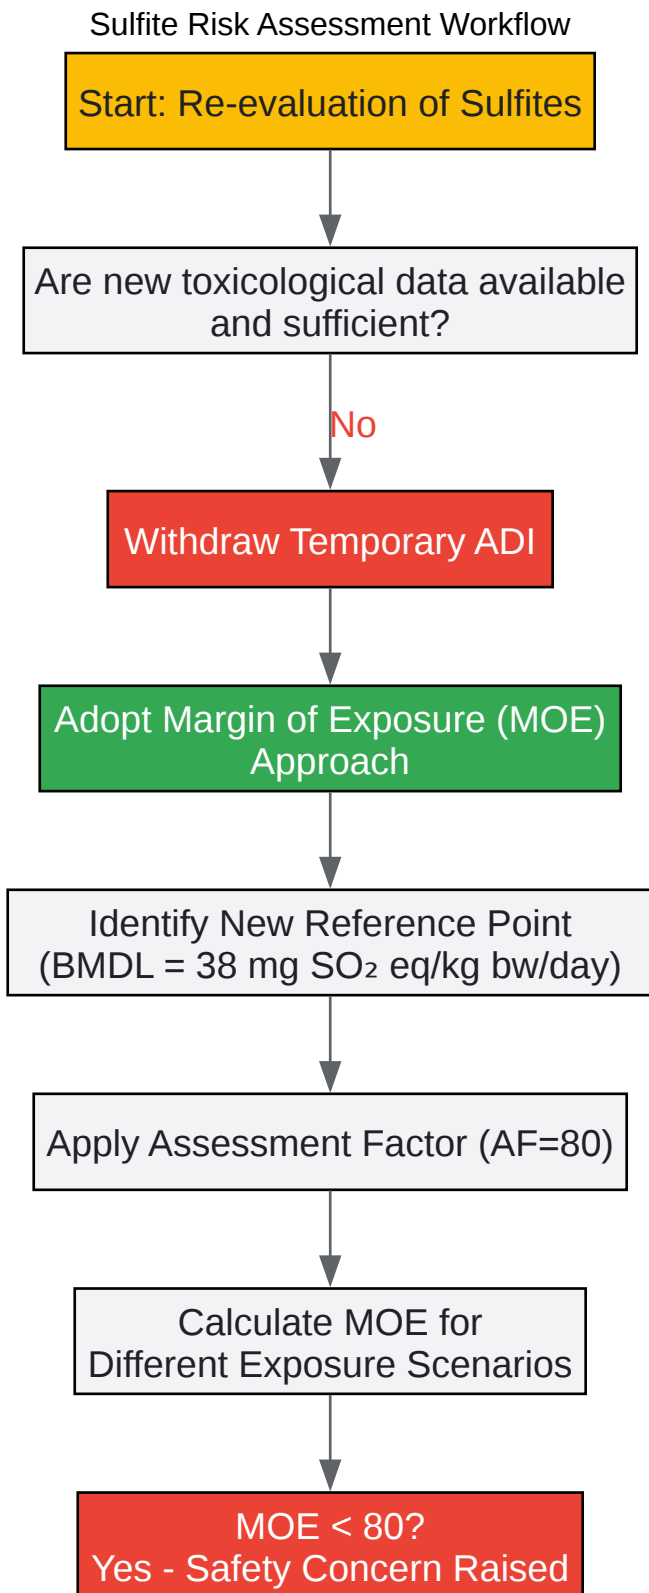 Sulfite Risk Assessment Workflow
Start: Re-evaluation of Sulfites
Are new toxicological data available
and sufficient?
No
Withdraw Temporary ADI
Adopt Margin of Exposure (MOE)
Approach
Identify New Reference Point
(BMDL = 38 mg SO₂ eq/kg bw/day)
Apply Assessment Factor (AF=80)
Calculate MOE for
Different Exposure Scenarios
MOE < 80?
Yes - Safety Concern Raised